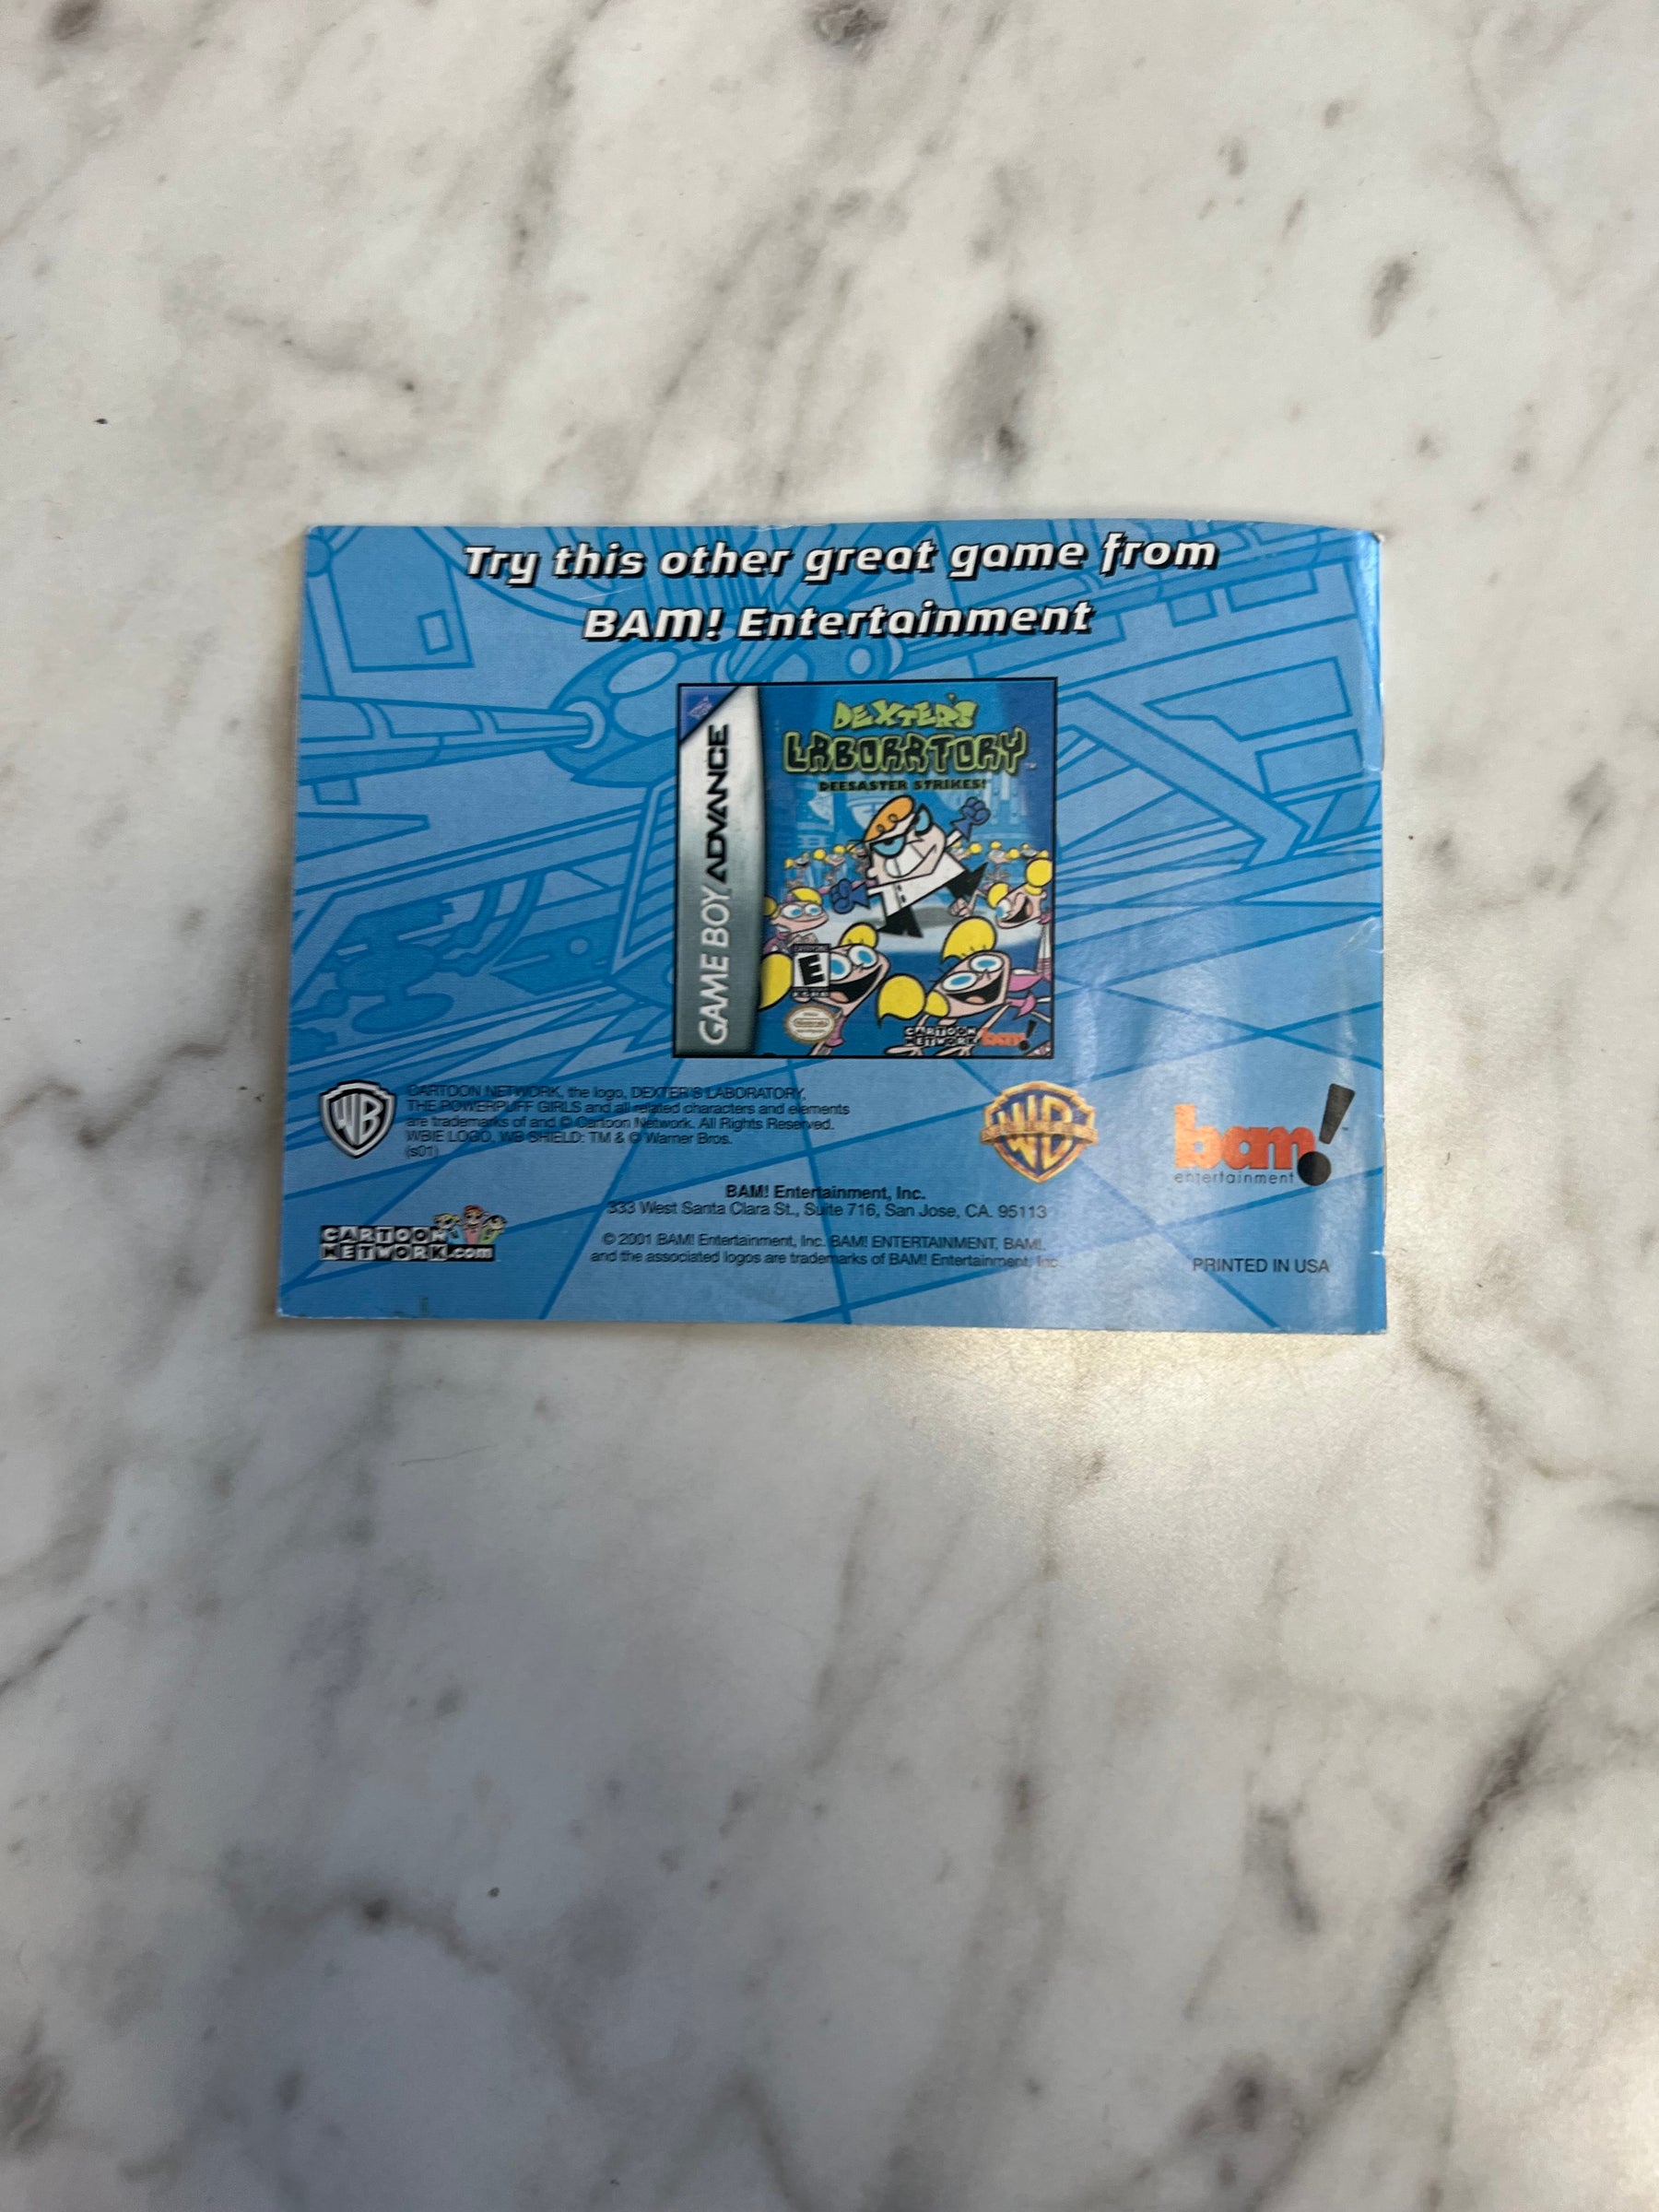 Try this other great game from
BAM! Entertainment
GAME BOY ADVANCE
DEXTER'S
LABORATORY
DEESASTER STRIKES!
E
CARTOON
NETWORK
bam!
WB
CARTOON NETWORK, the logo, DEXTER'S LABORATORY,
THE POWERPUFF GIRLS and all related characters and elements
are trademarks of and © Cartoon Network. All Rights Reserved.
WBIE LOGO, WB SHIELD: TM & © Warner Bros.
(s01)
WB
bam!
entertainment
BAM! Entertainment, Inc.
333 West Santa Clara St., Suite 716, San Jose, CA. 95113
CARTOON
NETWORK.com
© 2001 BAM! Entertainment, Inc. BAM! ENTERTAINMENT, BAM!,
and the associated logos are trademarks of BAM! Entertainment, Inc.
PRINTED IN USA